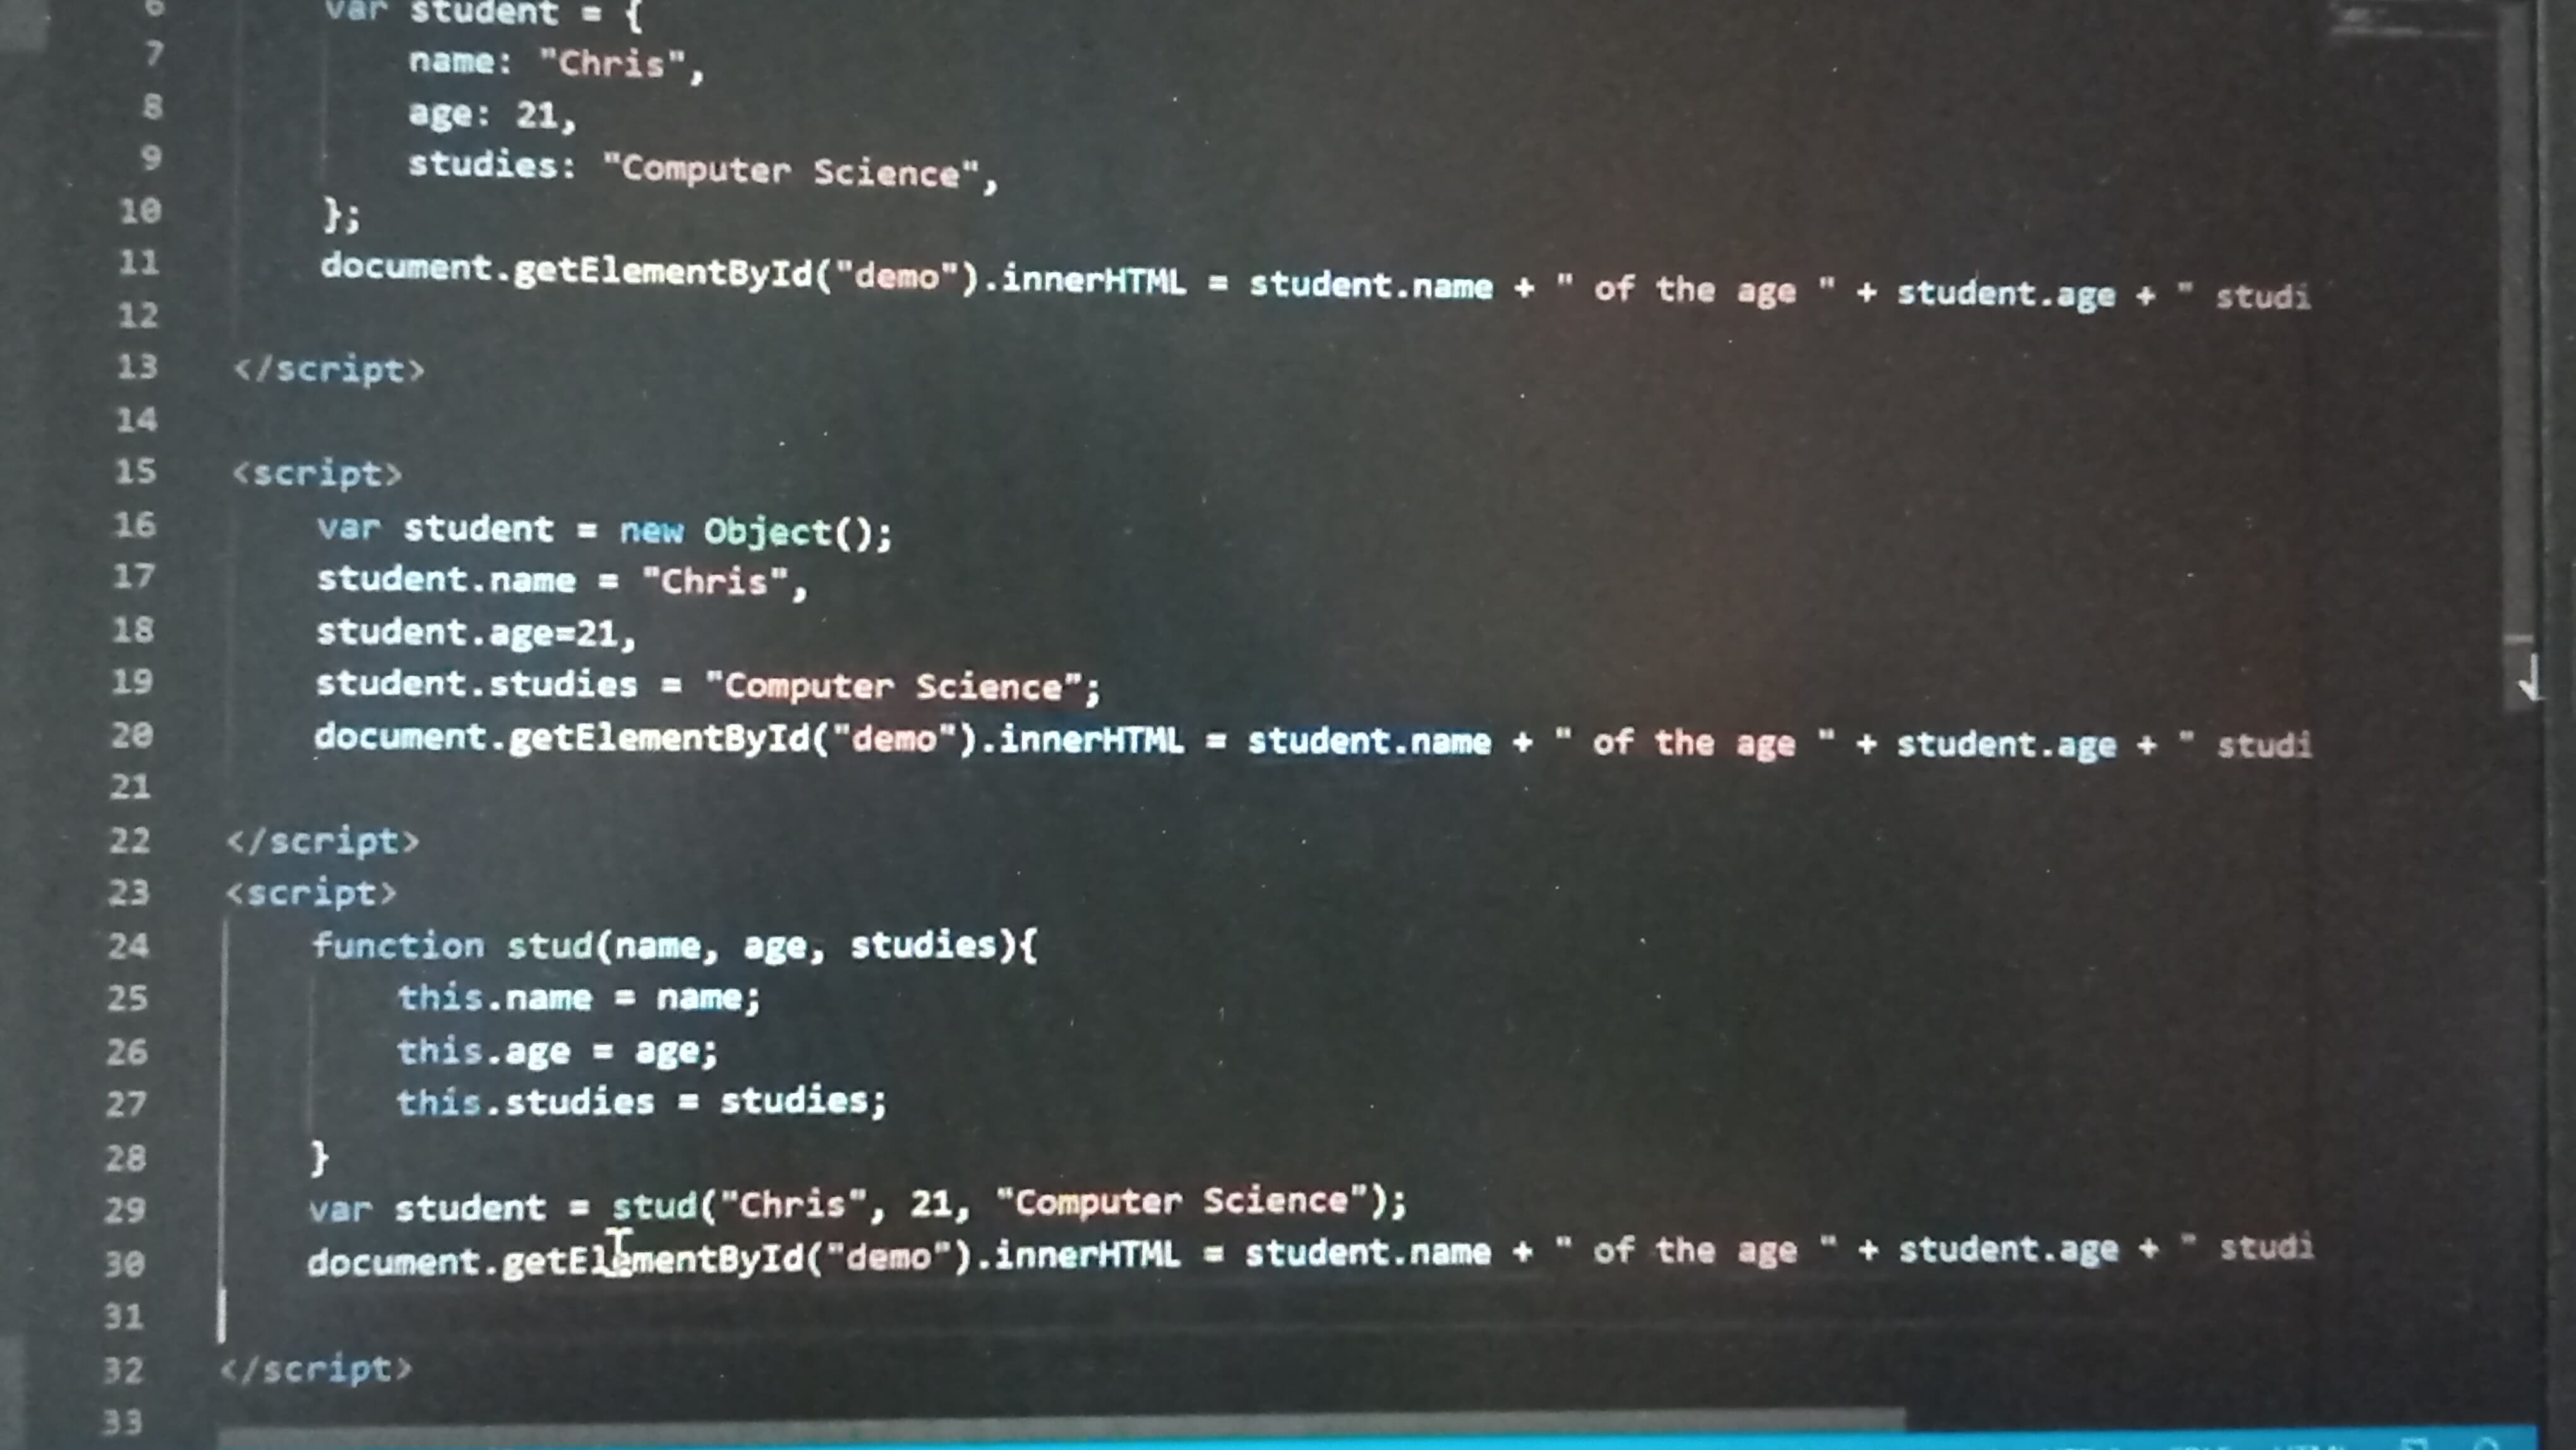 6 var student = {
7 name: "Chris",
8 age: 21,
9 studies: "Computer Science",
10 };
11 document.getElementById("demo").innerHTML = student.name + " of the age " + student.age + " studi
12
13 </script>
14
15 <script>
16 var student = new Object();
17 student.name = "Chris",
18 student.age=21,
19 student.studies = "Computer Science";
20 document.getElementById("demo").innerHTML = student.name + " of the age " + student.age + " studi
21
22 </script>
23 <script>
24 function stud(name, age, studies){
25 this.name = name;
26 this.age = age;
27 this.studies = studies;
28 }
29 var student = stud("Chris", 21, "Computer Science");
30 document.getElementById("demo").innerHTML = student.name + " of the age " + student.age + " studi
31
32 </script>
33